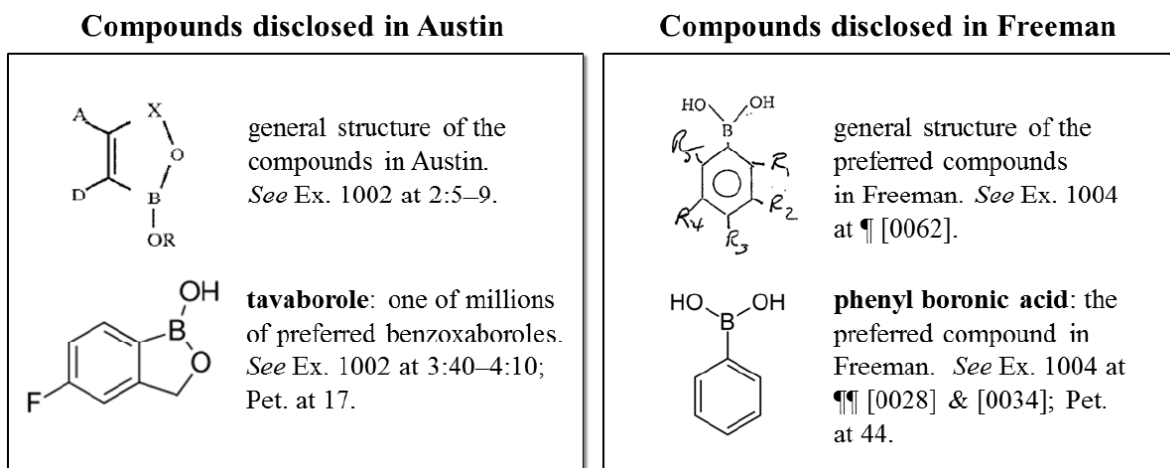 Compounds disclosed in Austin
A
X
O
D
B
OR
general structure of the
compounds in Austin.
See Ex. 1002 at 2:5–9.
OH
B
O
F
tavaborole: one of millions
of preferred benzoxaboroles.
See Ex. 1002 at 3:40–4:10;
Pet. at 17.
Compounds disclosed in Freeman
HO OH
B
R5 R1
R4 R2
R3
general structure of the
preferred compounds
in Freeman. See Ex. 1004
at ¶ [0062].
HO OH
B
phenyl boronic acid: the
preferred compound in
Freeman. See Ex. 1004 at
¶¶ [0028] & [0034]; Pet.
at 44.